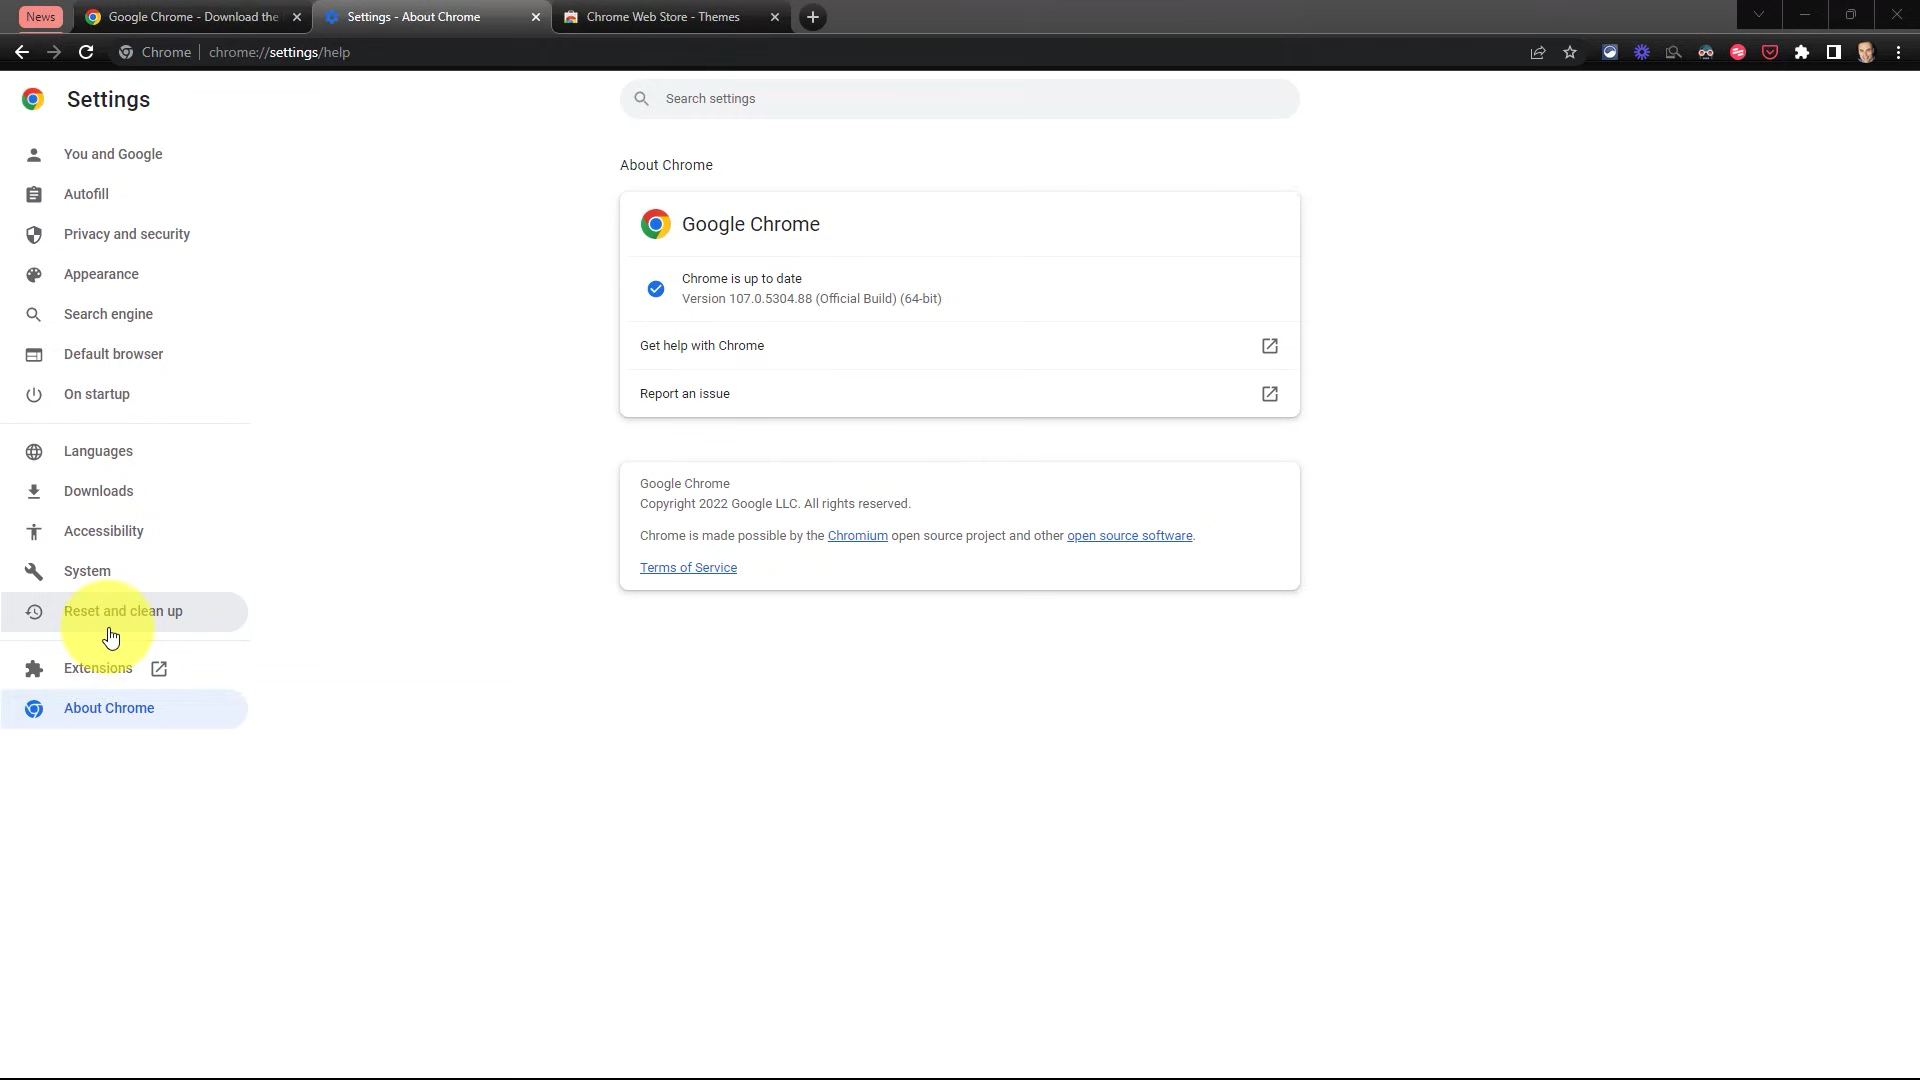 News
Google Chrome - Download the
Settings - About Chrome
Chrome Web Store - Themes
Chrome
chrome://settings/help
Settings
Search settings
You and Google
Autofill
Privacy and security
Appearance
Search engine
Default browser
On startup
Languages
Downloads
Accessibility
System
Reset and clean up
Extensions
About Chrome
About Chrome
Google Chrome
Chrome is up to date
Version 107.0.5304.88 (Official Build) (64-bit)
Get help with Chrome
Report an issue
Google Chrome
Copyright 2022 Google LLC. All rights reserved.
Chrome is made possible by the Chromium open source project and other open source software.
Terms of Service